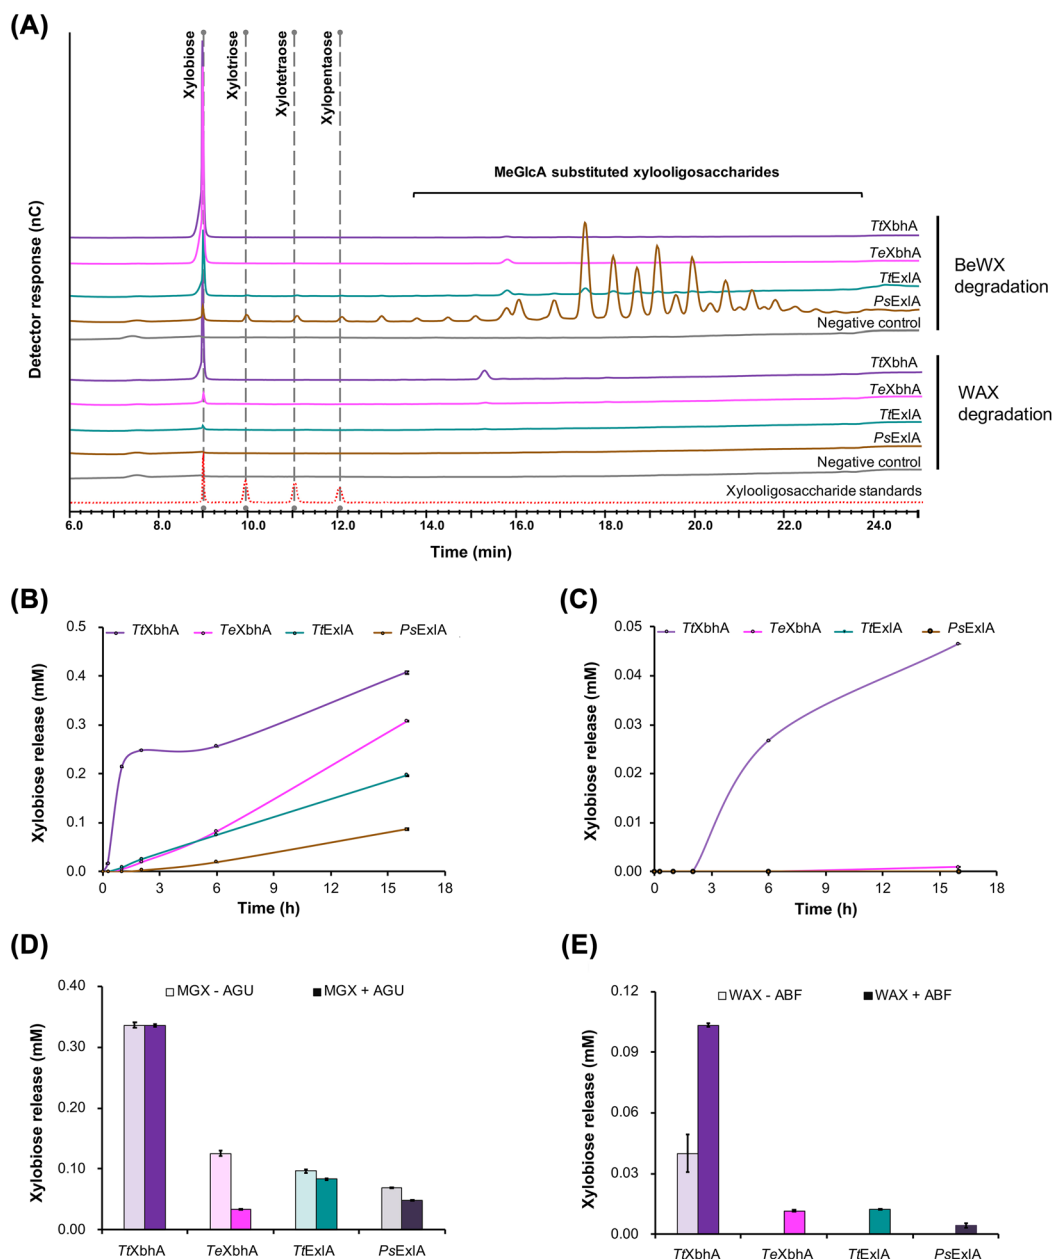 (A)
Xylobiose
Xylotriose
Xylotetraose
Xylopentaose
MeGlcA substituted xylooligosaccharides
Detector response (nC)
TtXbhA
TeXbhA
TtExlA
PsExlA
Negative control
BeWX
degradation
TtXbhA
TeXbhA
TtExlA
PsExlA
Negative control
WAX
degradation
Xylooligosaccharide standards
6.0 8.0 10.0 12.0 14.0 16.0 18.0 20.0 22.0 24.0
Time (min)
(B)
TtXbhA TeXbhA TtExlA PsExlA
Xylobiose release (mM)
0.5
0.4
0.3
0.2
0.1
0.0
0 3 6 9 12 15 18
Time (h)
(C)
TtXbhA TeXbhA TtExlA PsExlA
Xylobiose release (mM)
0.05
0.04
0.03
0.02
0.01
0.00
0 3 6 9 12 15 18
Time (h)
(D)
MGX - AGU MGX + AGU
Xylobiose release (mM)
0.40
0.30
0.20
0.10
0.00
TtXbhA TeXbhA TtExlA PsExlA
(E)
WAX - ABF WAX + ABF
Xylobiose release (mM)
0.12
0.09
0.06
0.03
0.00
TtXbhA TeXbhA TtExlA PsExlA